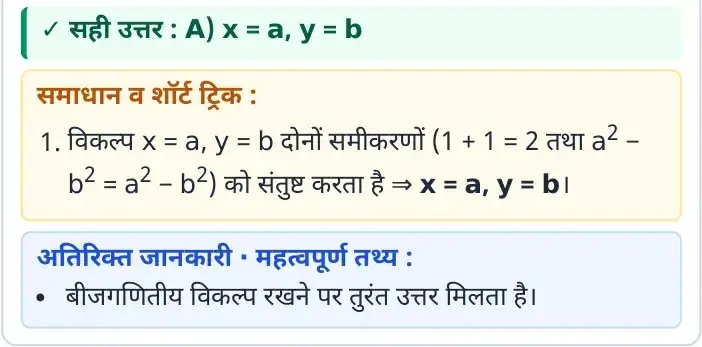 ✓ सही उत्तर : A) x = a, y = b
समाधान व शॉर्ट ट्रिक :
1. विकल्प x = a, y = b दोनों समीकरणों (1 + 1 = 2 तथा a² –
b² = a² – b²) को संतुष्ट करता है ⇒ x = a, y = b।
अतिरिक्त जानकारी · महत्वपूर्ण तथ्य :
• बीजगणितीय विकल्प रखने पर तुरंत उत्तर मिलता है।